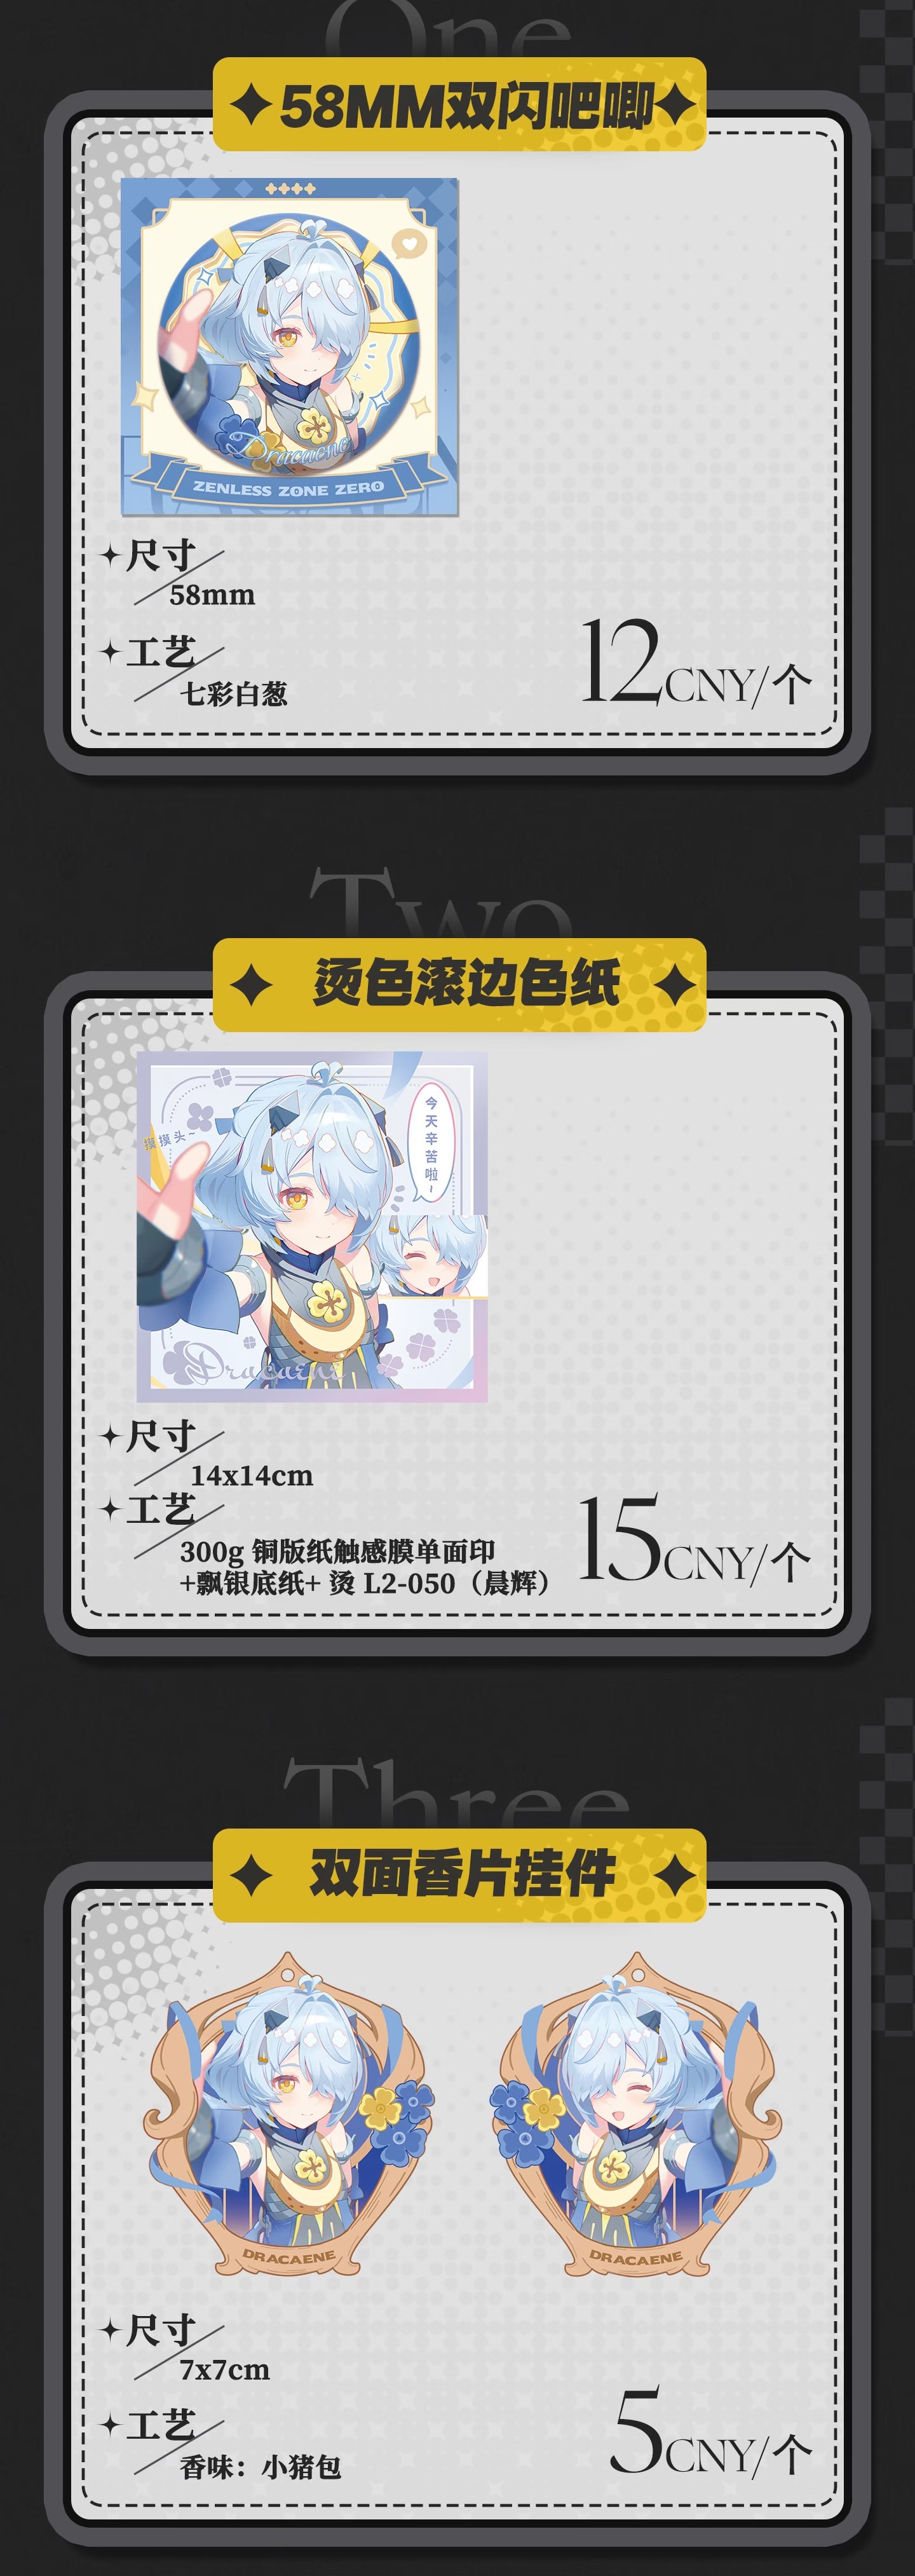 One
58MM双闪吧唧
Dracaena
ZENLESS ZONE ZERO
尺寸
58mm
工艺
七彩白葱
12CNY/个
Two
烫色滚边色纸
今天辛苦啦~
摸摸头~
Dracaene
尺寸
14x14cm
工艺
300g 铜版纸触感膜单面印
+飘银底纸+ 烫 L2-050（晨辉）
15CNY/个
Three
双面香片挂件
DRACAENE
DRACAENE
尺寸
7x7cm
工艺
香味：小猪包
5CNY/个